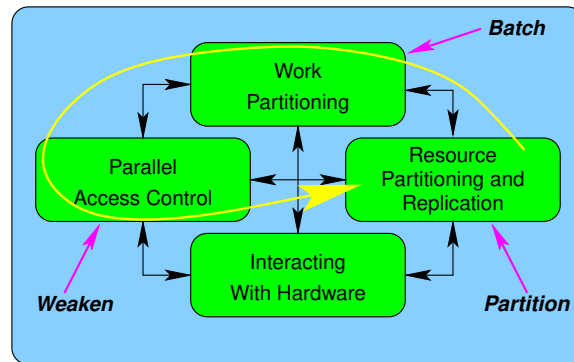 Batch
Work
Partitioning
Parallel
Access Control
Resource
Partitioning and
Replication
Interacting
With Hardware
Weaken
Partition